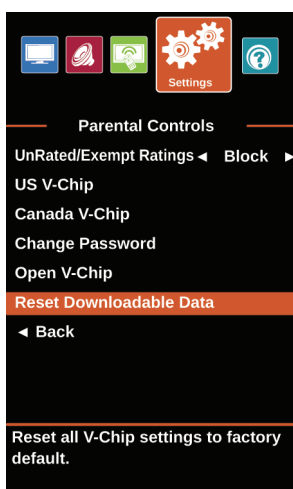 Settings
Parental Controls
UnRated/Exempt Ratings ◄ Block ►
US V-Chip
Canada V-Chip
Change Password
Open V-Chip
Reset Downloadable Data
◄ Back
Reset all V-Chip settings to factory
default.